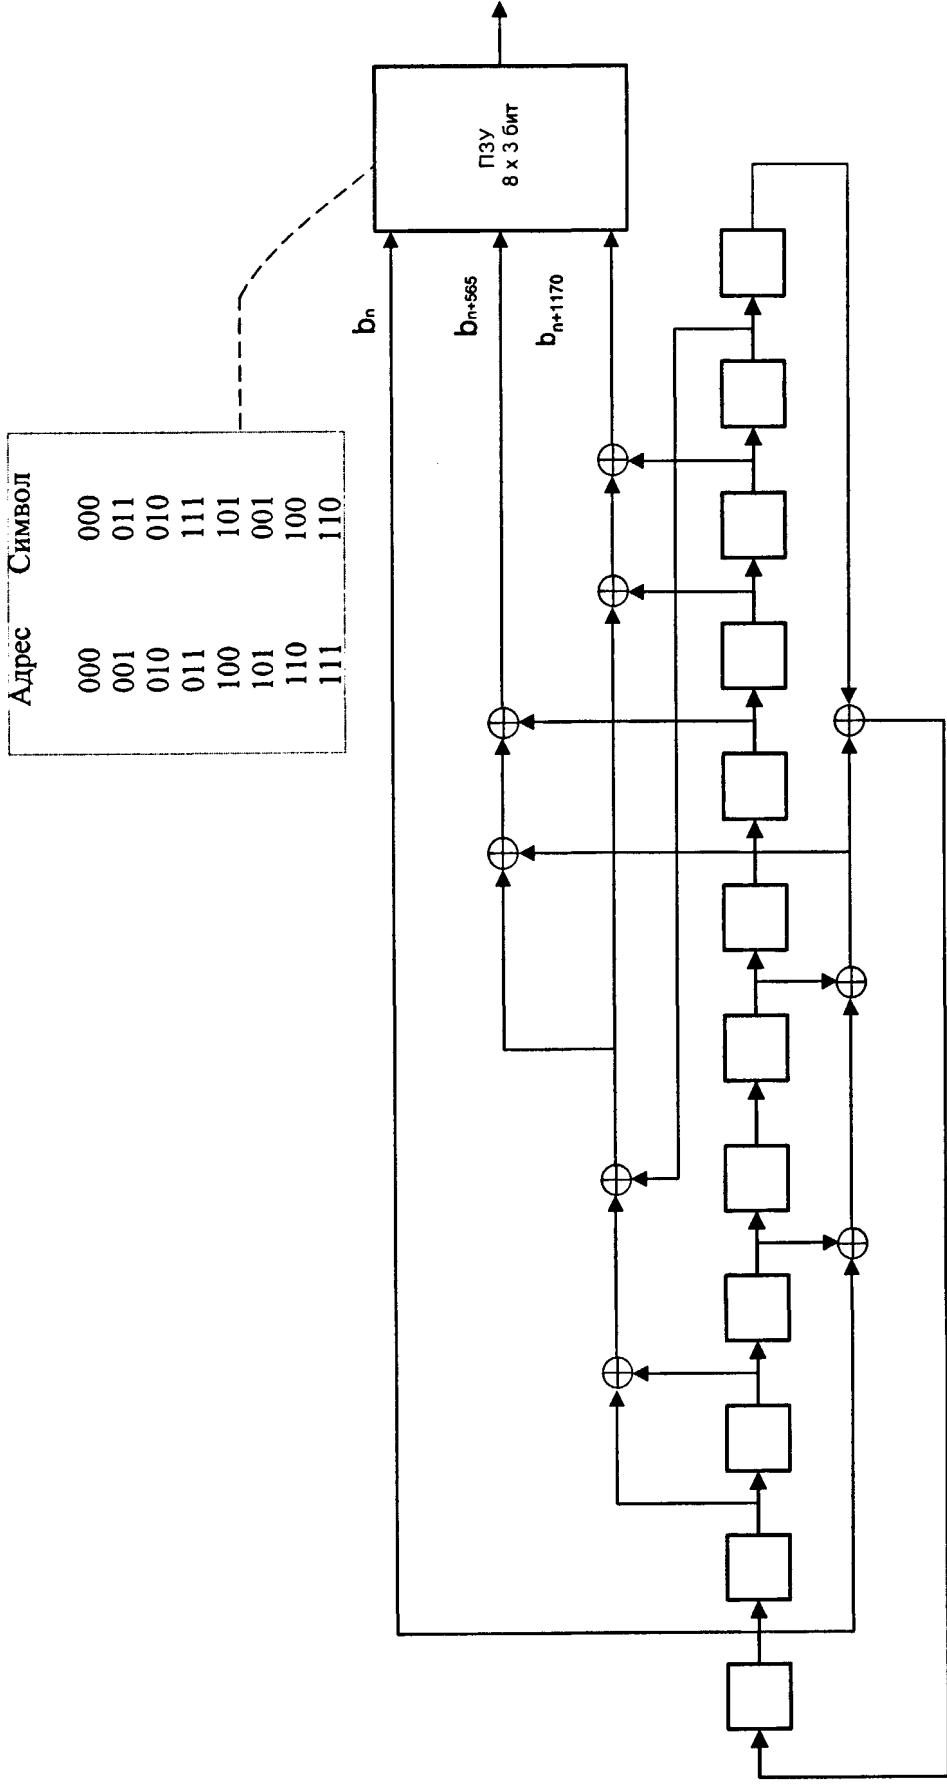 Адрес Символ
000 000
001 011
010 010
011 111
100 101
101 001
110 100
111 110
bn
bn+565
bn+1170
ПЗУ
8 x 3 бит